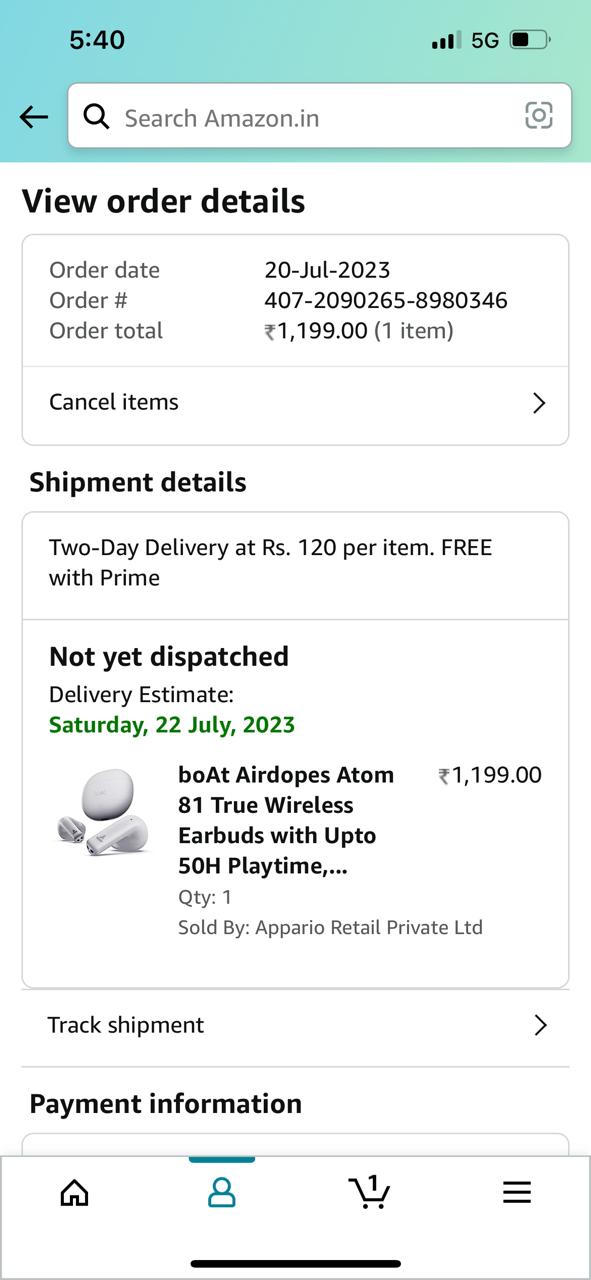 5:40
5G
Search Amazon.in
View order details
Order date 20-Jul-2023
Order # 407-2090265-8980346
Order total ₹1,199.00 (1 item)
Cancel items
Shipment details
Two-Day Delivery at Rs. 120 per item. FREE
with Prime
Not yet dispatched
Delivery Estimate:
Saturday, 22 July, 2023
boAt Airdopes Atom ₹1,199.00
81 True Wireless
Earbuds with Upto
50H Playtime,...
Qty: 1
Sold By: Appario Retail Private Ltd
Track shipment
Payment information
1